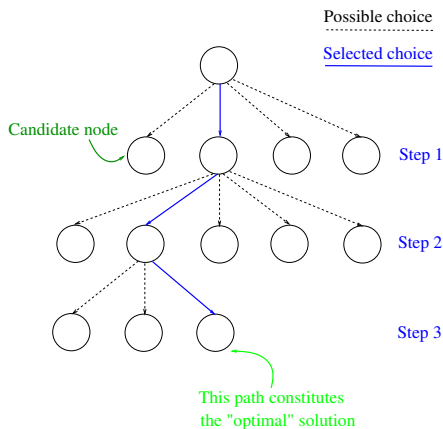 Possible choice
Selected choice
Candidate node
Step 1
Step 2
Step 3
This path constitutes
the "optimal" solution